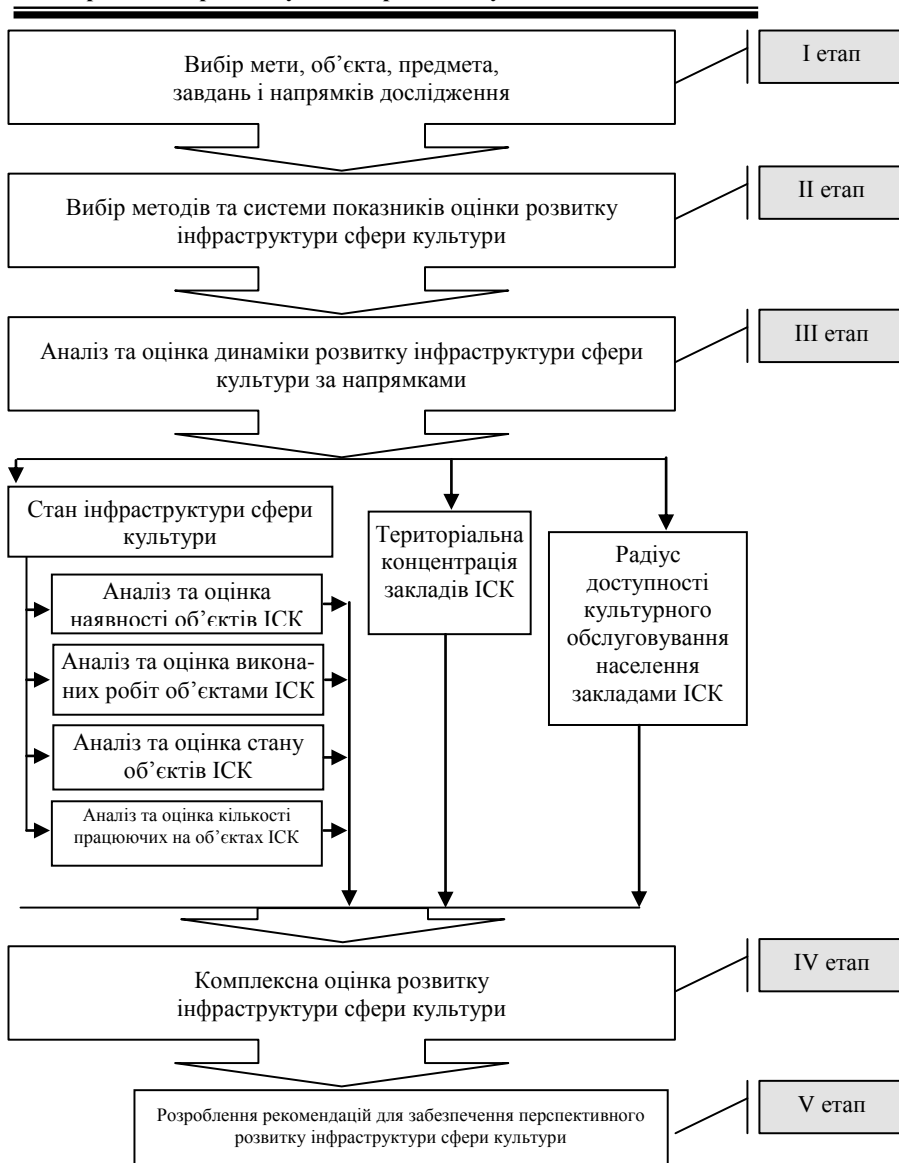 Вибір мети, об’єкта, предмета,
завдань і напрямків дослідження
І етап
Вибір методів та системи показників оцінки розвитку
інфраструктури сфери культури
ІІ етап
Аналіз та оцінка динаміки розвитку інфраструктури сфери
культури за напрямками
ІІІ етап
Стан інфраструктури сфери
культури
Аналіз та оцінка
наявності об’єктів ІСК
Аналіз та оцінка викона-
них робіт об’єктами ІСК
Аналіз та оцінка стану
об’єктів ІСК
Аналіз та оцінка кількості
працюючих на об’єктах ІСК
Територіальна
концентрація
закладів ІСК
Радіус
доступності
культурного
обслуговування
населення
закладами ІСК
Комплексна оцінка розвитку
інфраструктури сфери культури
IV етап
Розроблення рекомендацій для забезпечення перспективного
розвитку інфраструктури сфери культури
V етап